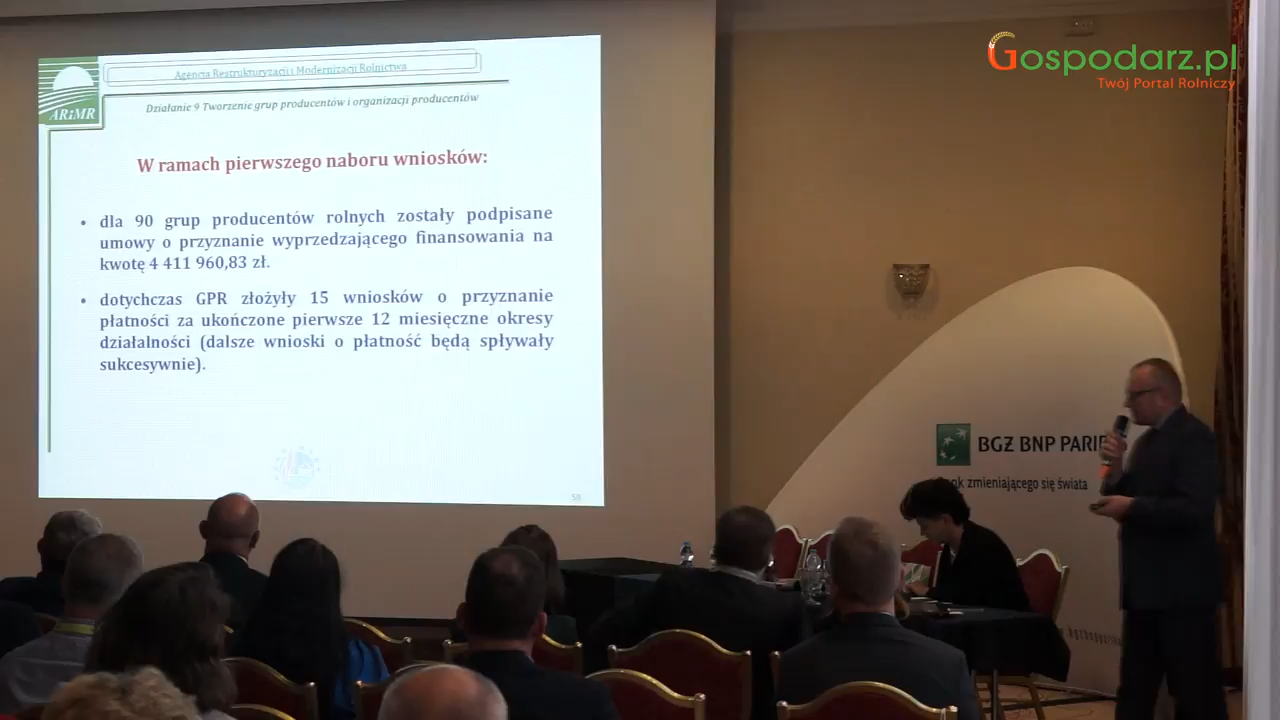 Gospodarz.pl
Twój Portal Rolniczy
ARiMR
Agencja Restrukturyzacji i Modernizacji Rolnictwa
Działanie 9 Tworzenie grup producentów i organizacji producentów
W ramach pierwszego naboru wniosków:
• dla 90 grup producentów rolnych zostały podpisane
umowy o przyznanie wyprzedzającego finansowania na
kwotę 4 411 960,83 zł.
• dotychczas GPR złożyły 15 wniosków o przyznanie
płatności za ukończone pierwsze 12 miesięczne okresy
działalności (dalsze wnioski o płatność będą spływały
sukcesywnie).
58
BGŻ BNP PARIB
zmieniającego się świata